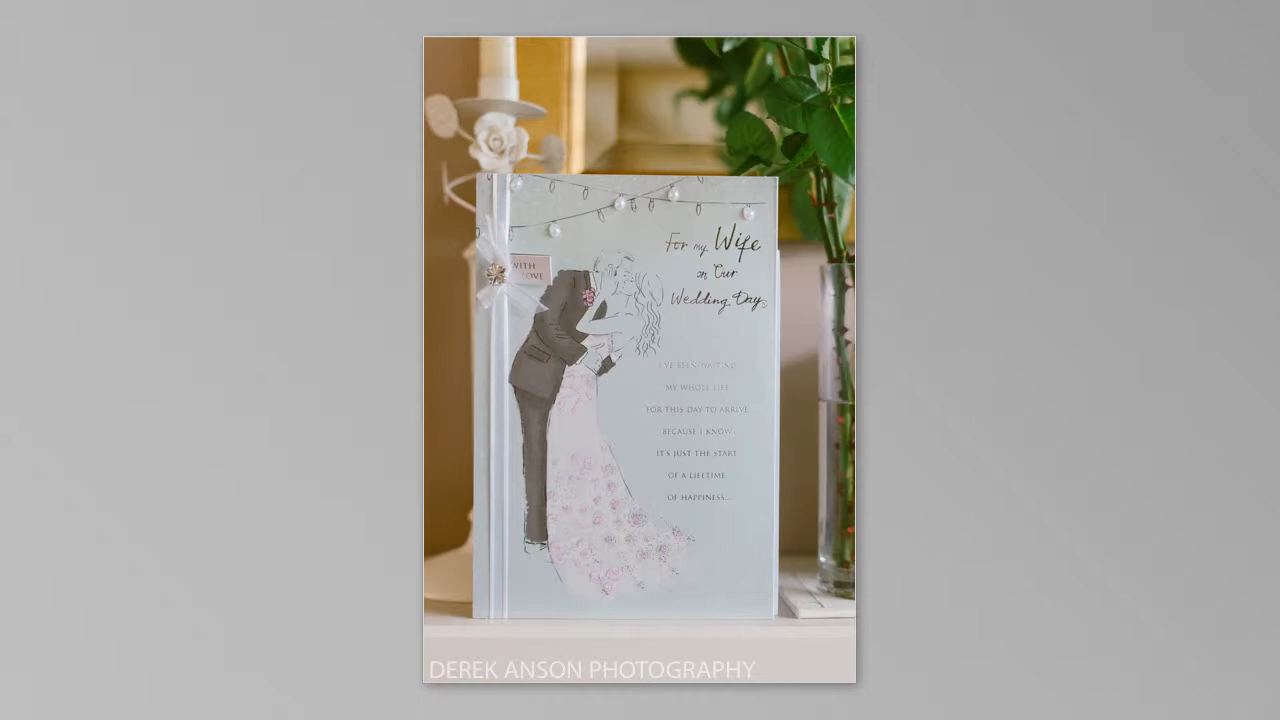 For my Wife
on Our
Wedding Day
WITH
LOVE
I'VE BEEN WAITING
MY WHOLE LIFE
FOR THIS DAY TO ARRIVE...
BECAUSE I KNOW
IT'S JUST THE START
OF A LIFETIME
OF HAPPINESS...
DEREK ANSON PHOTOGRAPHY